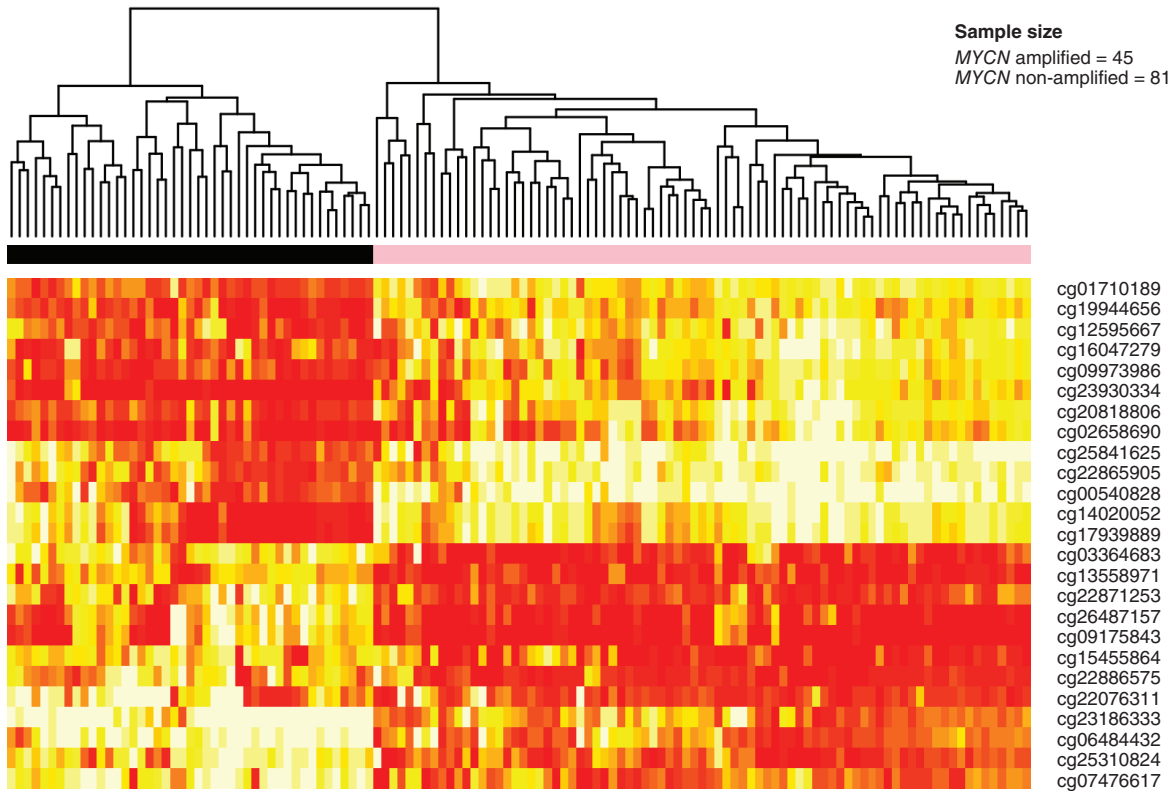 Sample size
MYCN amplified = 45
MYCN non-amplified = 81
cg01710189
cg19944656
cg12595667
cg16047279
cg09973986
cg23930334
cg20818806
cg02658690
cg25841625
cg22865905
cg00540828
cg14020052
cg17939889
cg03364683
cg13558971
cg22871253
cg26487157
cg09175843
cg15455864
cg22886575
cg22076311
cg23186333
cg06484432
cg25310824
cg07476617